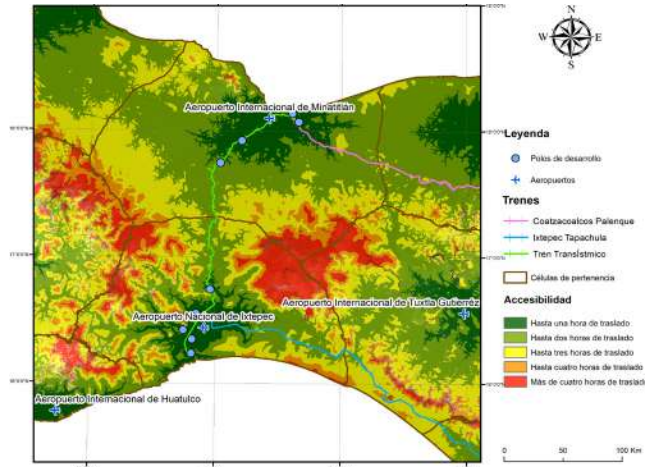 N
W E
S
Aeropuerto Internacional de Minatitlán
Aeropuerto Internacional de Tuxtla Gutierréz
Aeropuerto Nacional de Ixtepec
Aeropuerto Internacional de Huatulco
Leyenda
Polos de desarrollo
Aeropuertos
Trenes
Coatzacoalcos Palenque
Ixtepec Tapachula
Tren Transístmico
Células de pertenencia
Accesibilidad
Hasta una hora de traslado
Hasta dos horas de traslado
Hasta tres horas de traslado
Hasta cuatro horas de traslado
Más de cuatro horas de traslado
0 50 100 Km